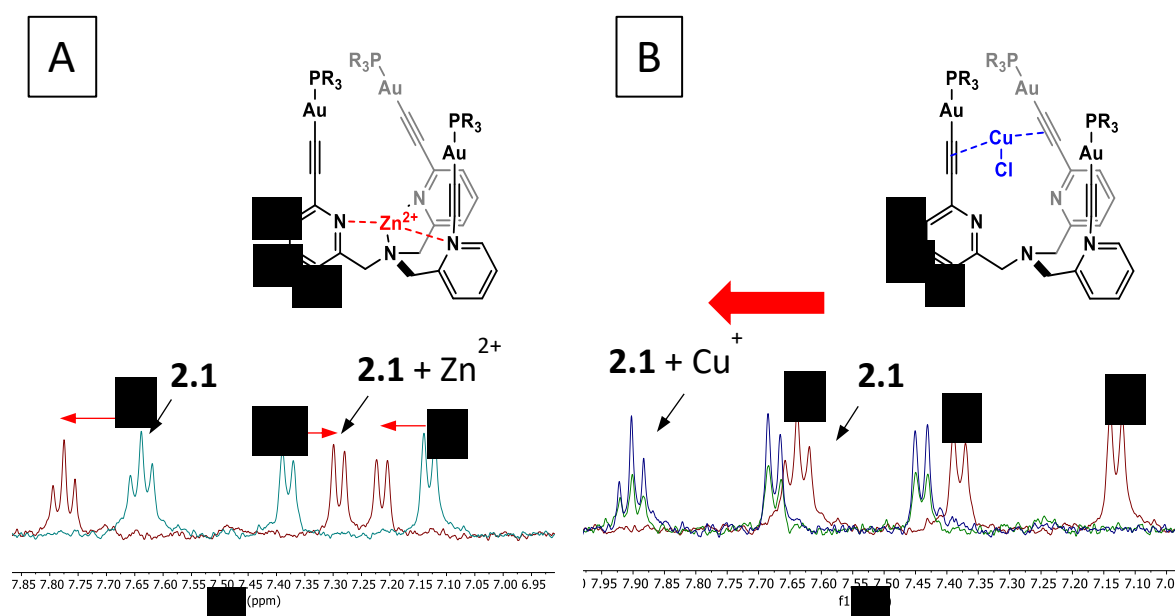 A
R₃P
Au
PR₃
Au
PR₃
Au
N
N
Zn²⁺
N
N
2.1
2.1 + Zn²⁺
7.85 7.80 7.75 7.70 7.65 7.60 7.55 7.45 7.40 7.35 7.30 7.25 7.20 7.15 7.10 7.05 7.00 6.95
(ppm)
B
R₃P
Au
PR₃
Au
PR₃
Au
Cu
Cl
N
N
N
N
2.1 + Cu⁺
2.1
0 7.95 7.90 7.85 7.80 7.75 7.70 7.65 7.60 7.55 7.50 7.45 7.40 7.35 7.30 7.25 7.20 7.15 7.10 7.0
f1